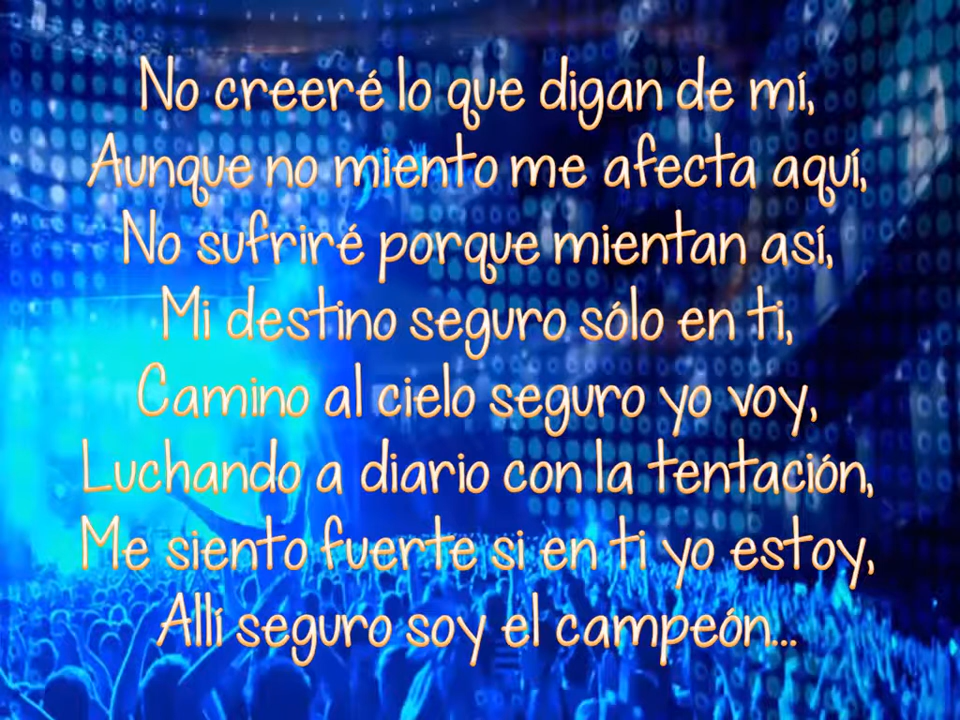 No creeré lo que digan de mí,
Aunque no miento me afecta aquí,
No sufriré porque mientan así,
Mi destino seguro sólo en ti,
Camino al cielo seguro yo voy,
Luchando a diario con la tentación,
Me siento fuerte si en ti yo estoy,
Allí seguro soy el campeón...